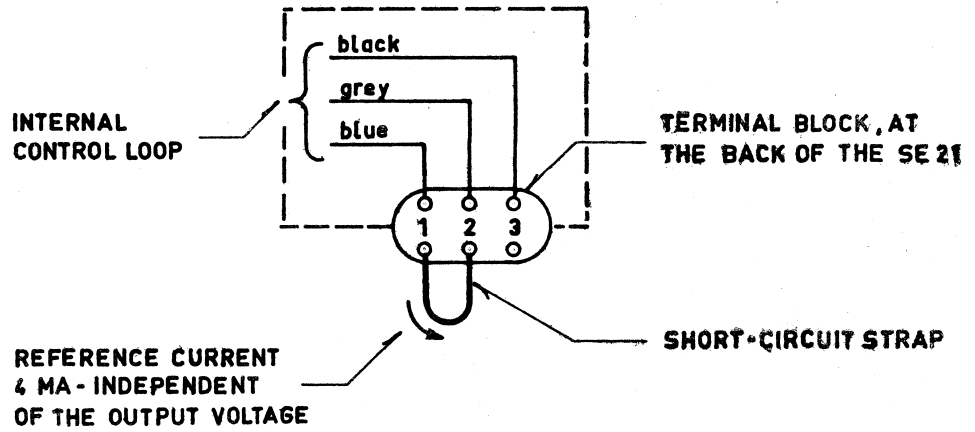 black
grey
blue
INTERNAL
CONTROL LOOP
TERMINAL BLOCK, AT
THE BACK OF THE SE 21
1 2 3
SHORT-CIRCUIT STRAP
REFERENCE CURRENT
4 MA - INDEPENDENT
OF THE OUTPUT VOLTAGE